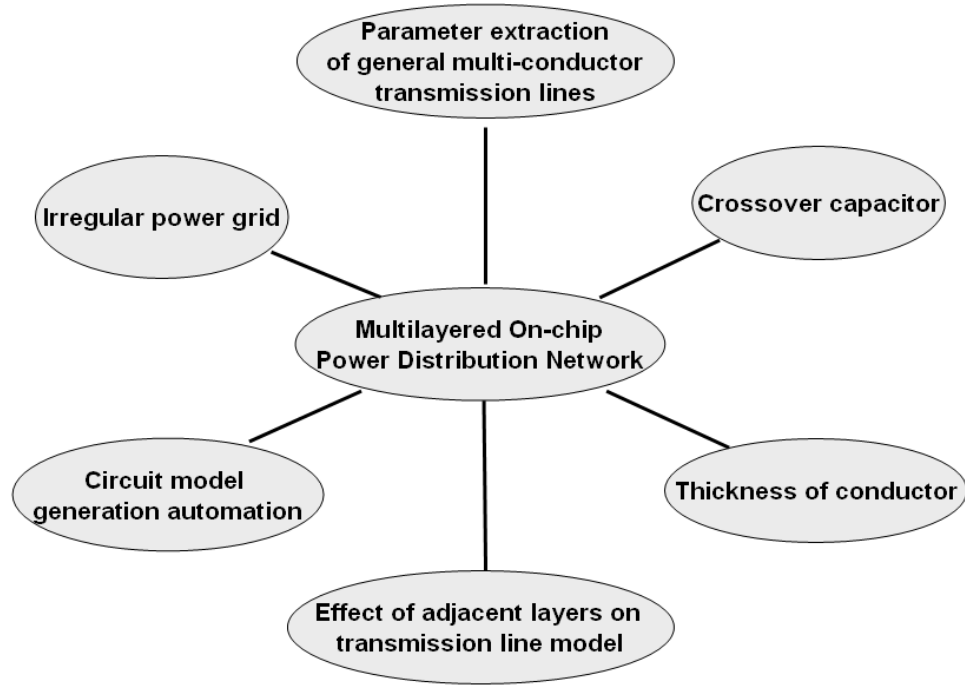 Parameter extraction
of general multi-conductor
transmission lines
Irregular power grid
Crossover capacitor
Multilayered On-chip
Power Distribution Network
Circuit model
generation automation
Thickness of conductor
Effect of adjacent layers on
transmission line model